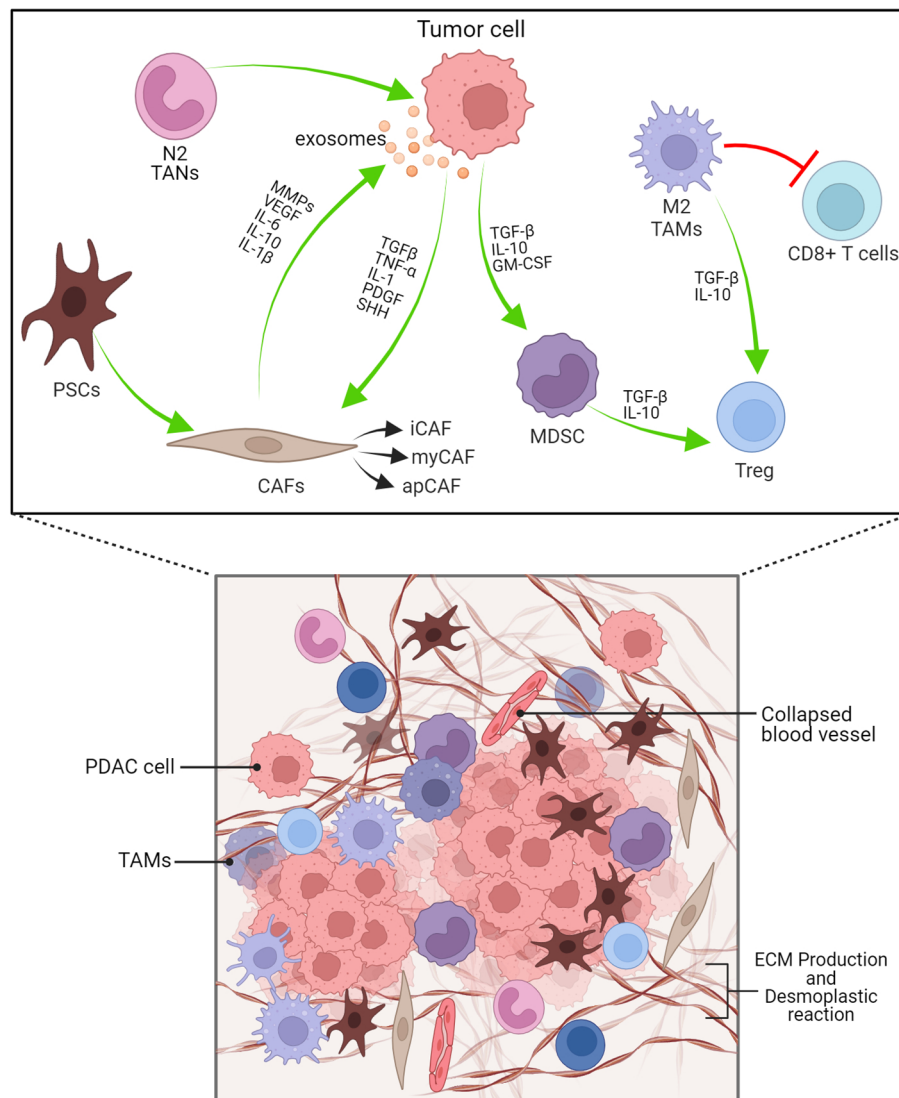 Tumor cell
N2
TANs
exosomes
M2
TAMs
CD8+ T cells
MMPs
VEGF
IL-6
IL-10
IL-1β
TGFβ
TNF-α
IL-1
PDGF
SHH
TGF-β
IL-10
GM-CSF
TGF-β
IL-10
PSCs
MDSC
TGF-β
IL-10
Treg
CAFs
iCAF
myCAF
apCAF
Collapsed
blood vessel
PDAC cell
TAMs
ECM Production
and
Desmoplastic
reaction